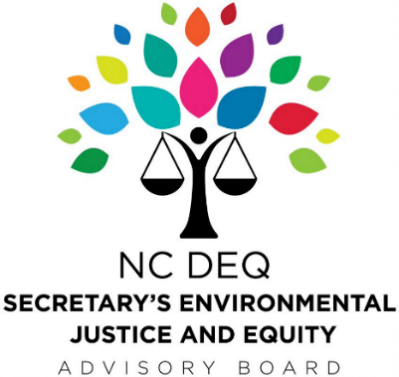 NC DEQ
SECRETARY'S ENVIRONMENTAL
JUSTICE AND EQUITY
ADVISORY BOARD